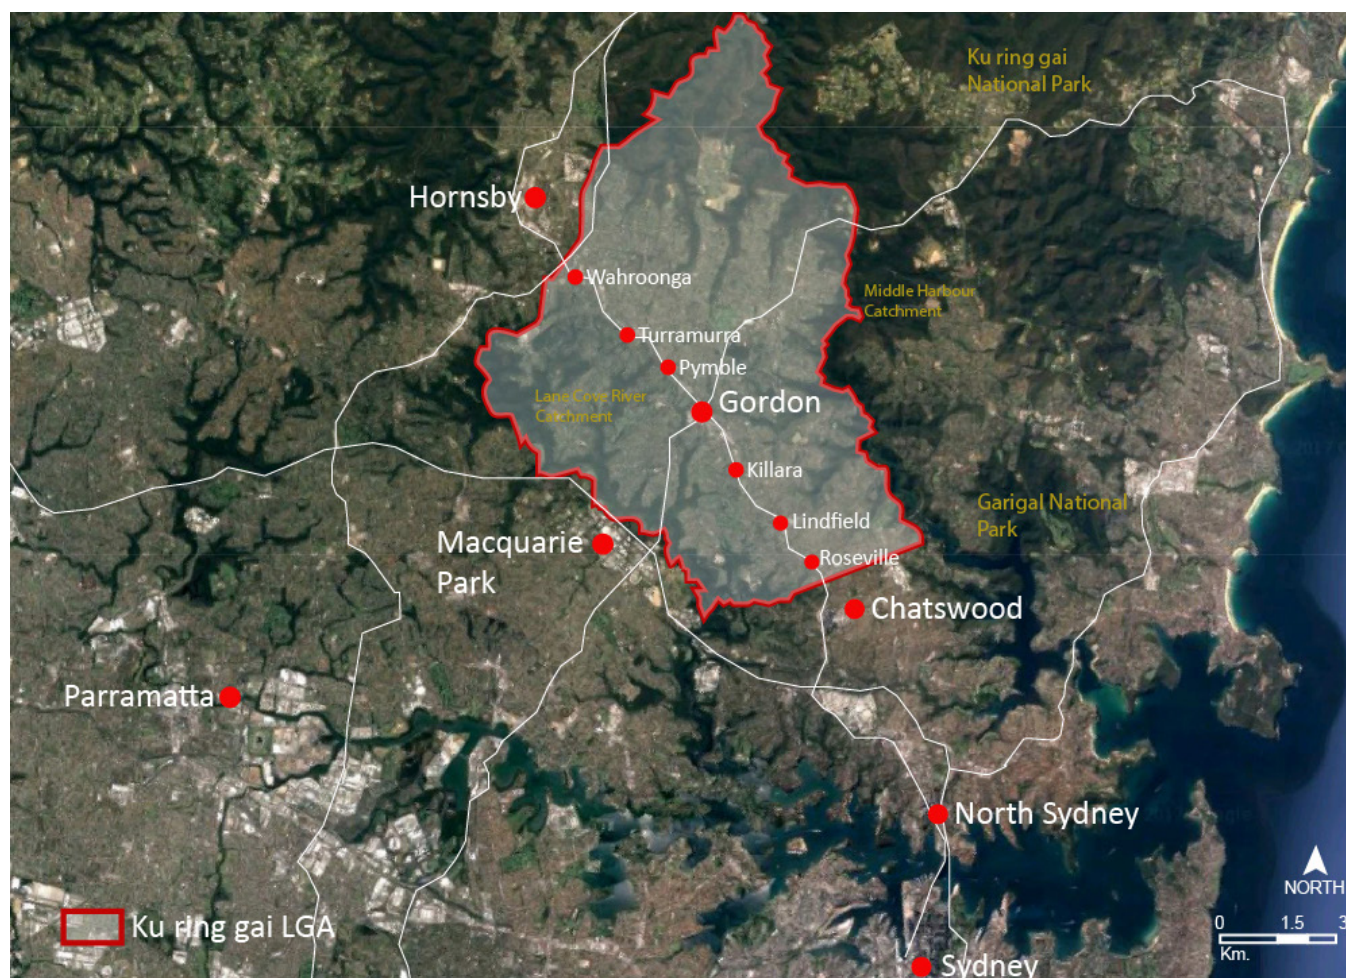 Ku ring gai
National Park
Hornsby
Wahroonga
Middle Harbour
Catchment
Turramurra
Pymble
Lane Cove River
Catchment
Gordon
Killara
Garigal National
Park
Lindfield
Macquarie
Park
Roseville
Chatswood
Parramatta
North Sydney
NORTH
Ku ring gai LGA
0 1.5 3
Km.
Sydney